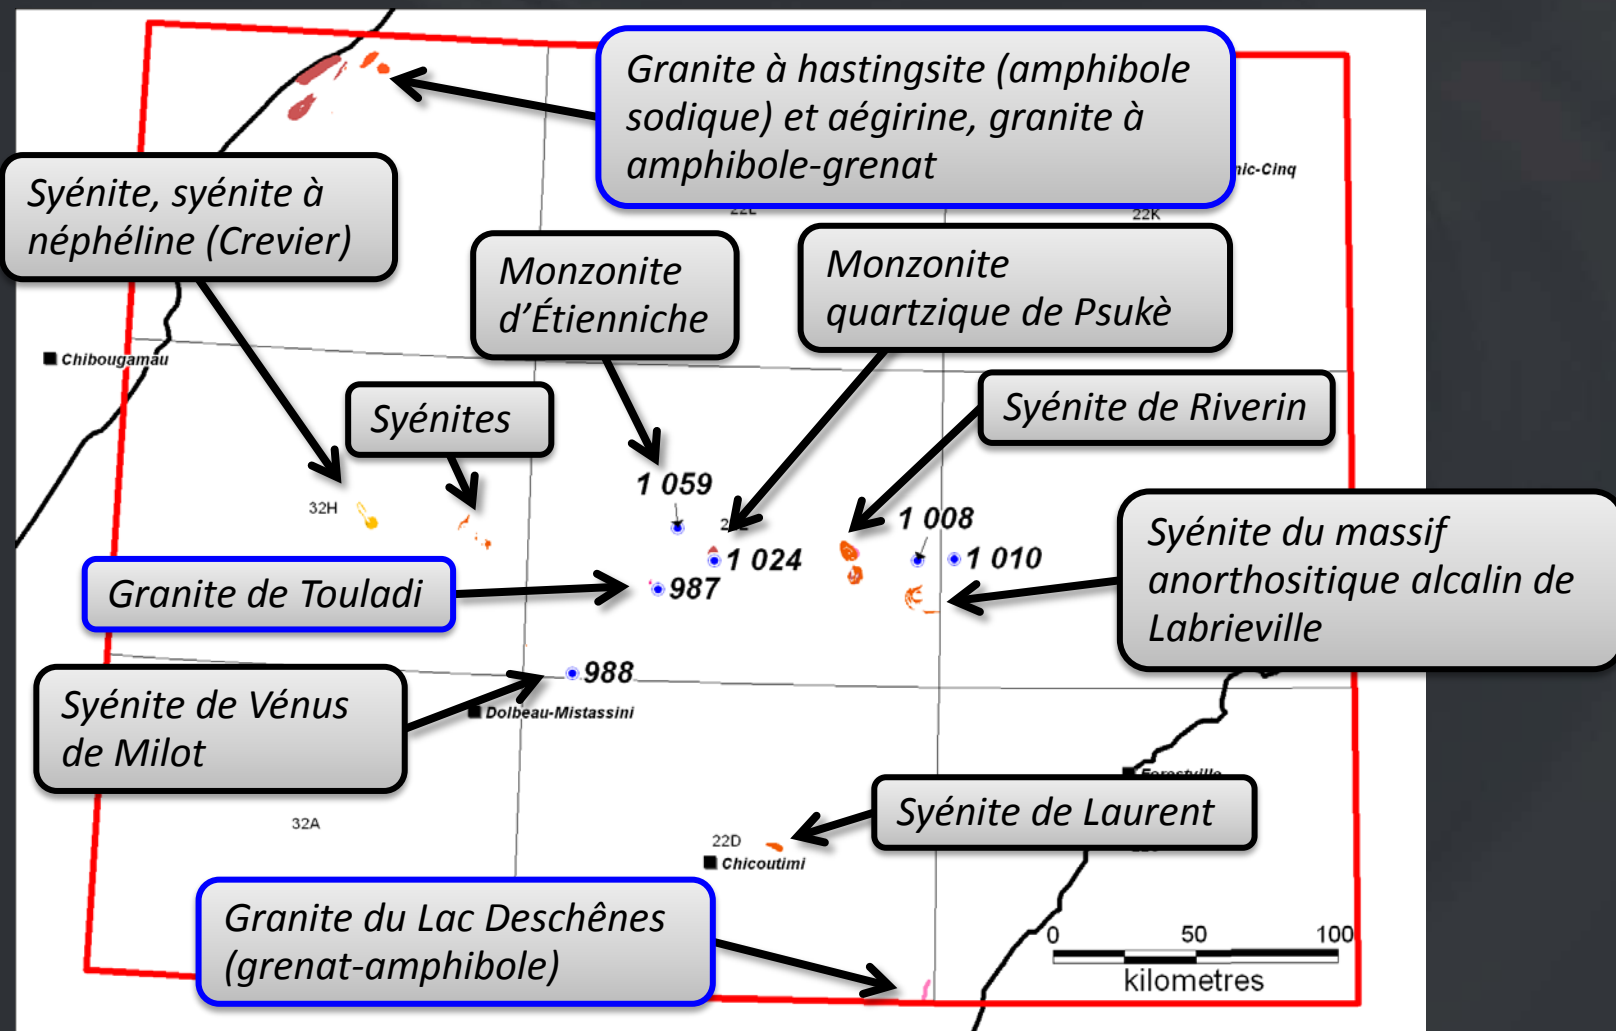 Granite à hastingsite (amphibole
sodique) et aégirine, granite à
amphibole-grenat
Syénite, syénite à
néphéline (Crevier)
22K
Monzonite
d'Étienniche
Monzonite
quartzique de Psukè
Chibougamau
Syénites
Syénite de Riverin
1 059
32H
1 008
1 024
1 010
987
Granite de Touladi
Syénite du massif
anorthositique alcalin de
Labrieville
988
Syénite de Vénus
de Milot
Dolbeau-Mistassini
Forestville
32A
Syénite de Laurent
22D
Chicoutimi
Granite du Lac Deschênes
(grenat-amphibole)
0 50 100
kilometres